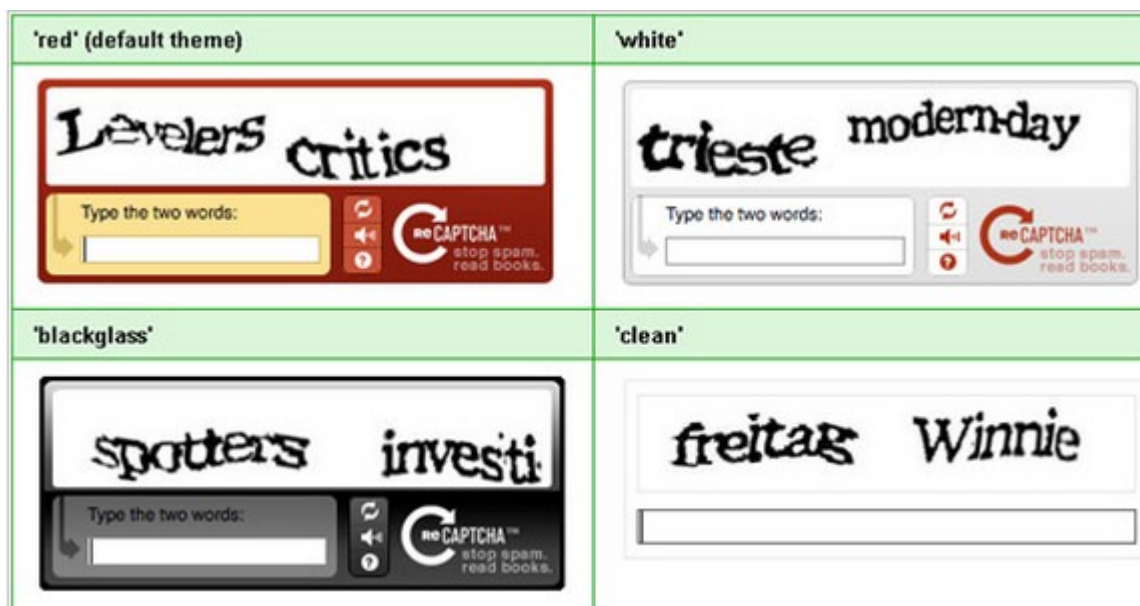 'red' (default theme)
'white'
Levelers critics
Type the two words:
reCAPTCHA™
stop spam.
read books.
trieste modern-day
Type the two words:
reCAPTCHA™
stop spam.
read books.
'blackglass'
'clean'
spotters investi-
Type the two words:
reCAPTCHA™
stop spam.
read books.
freitag Winnie